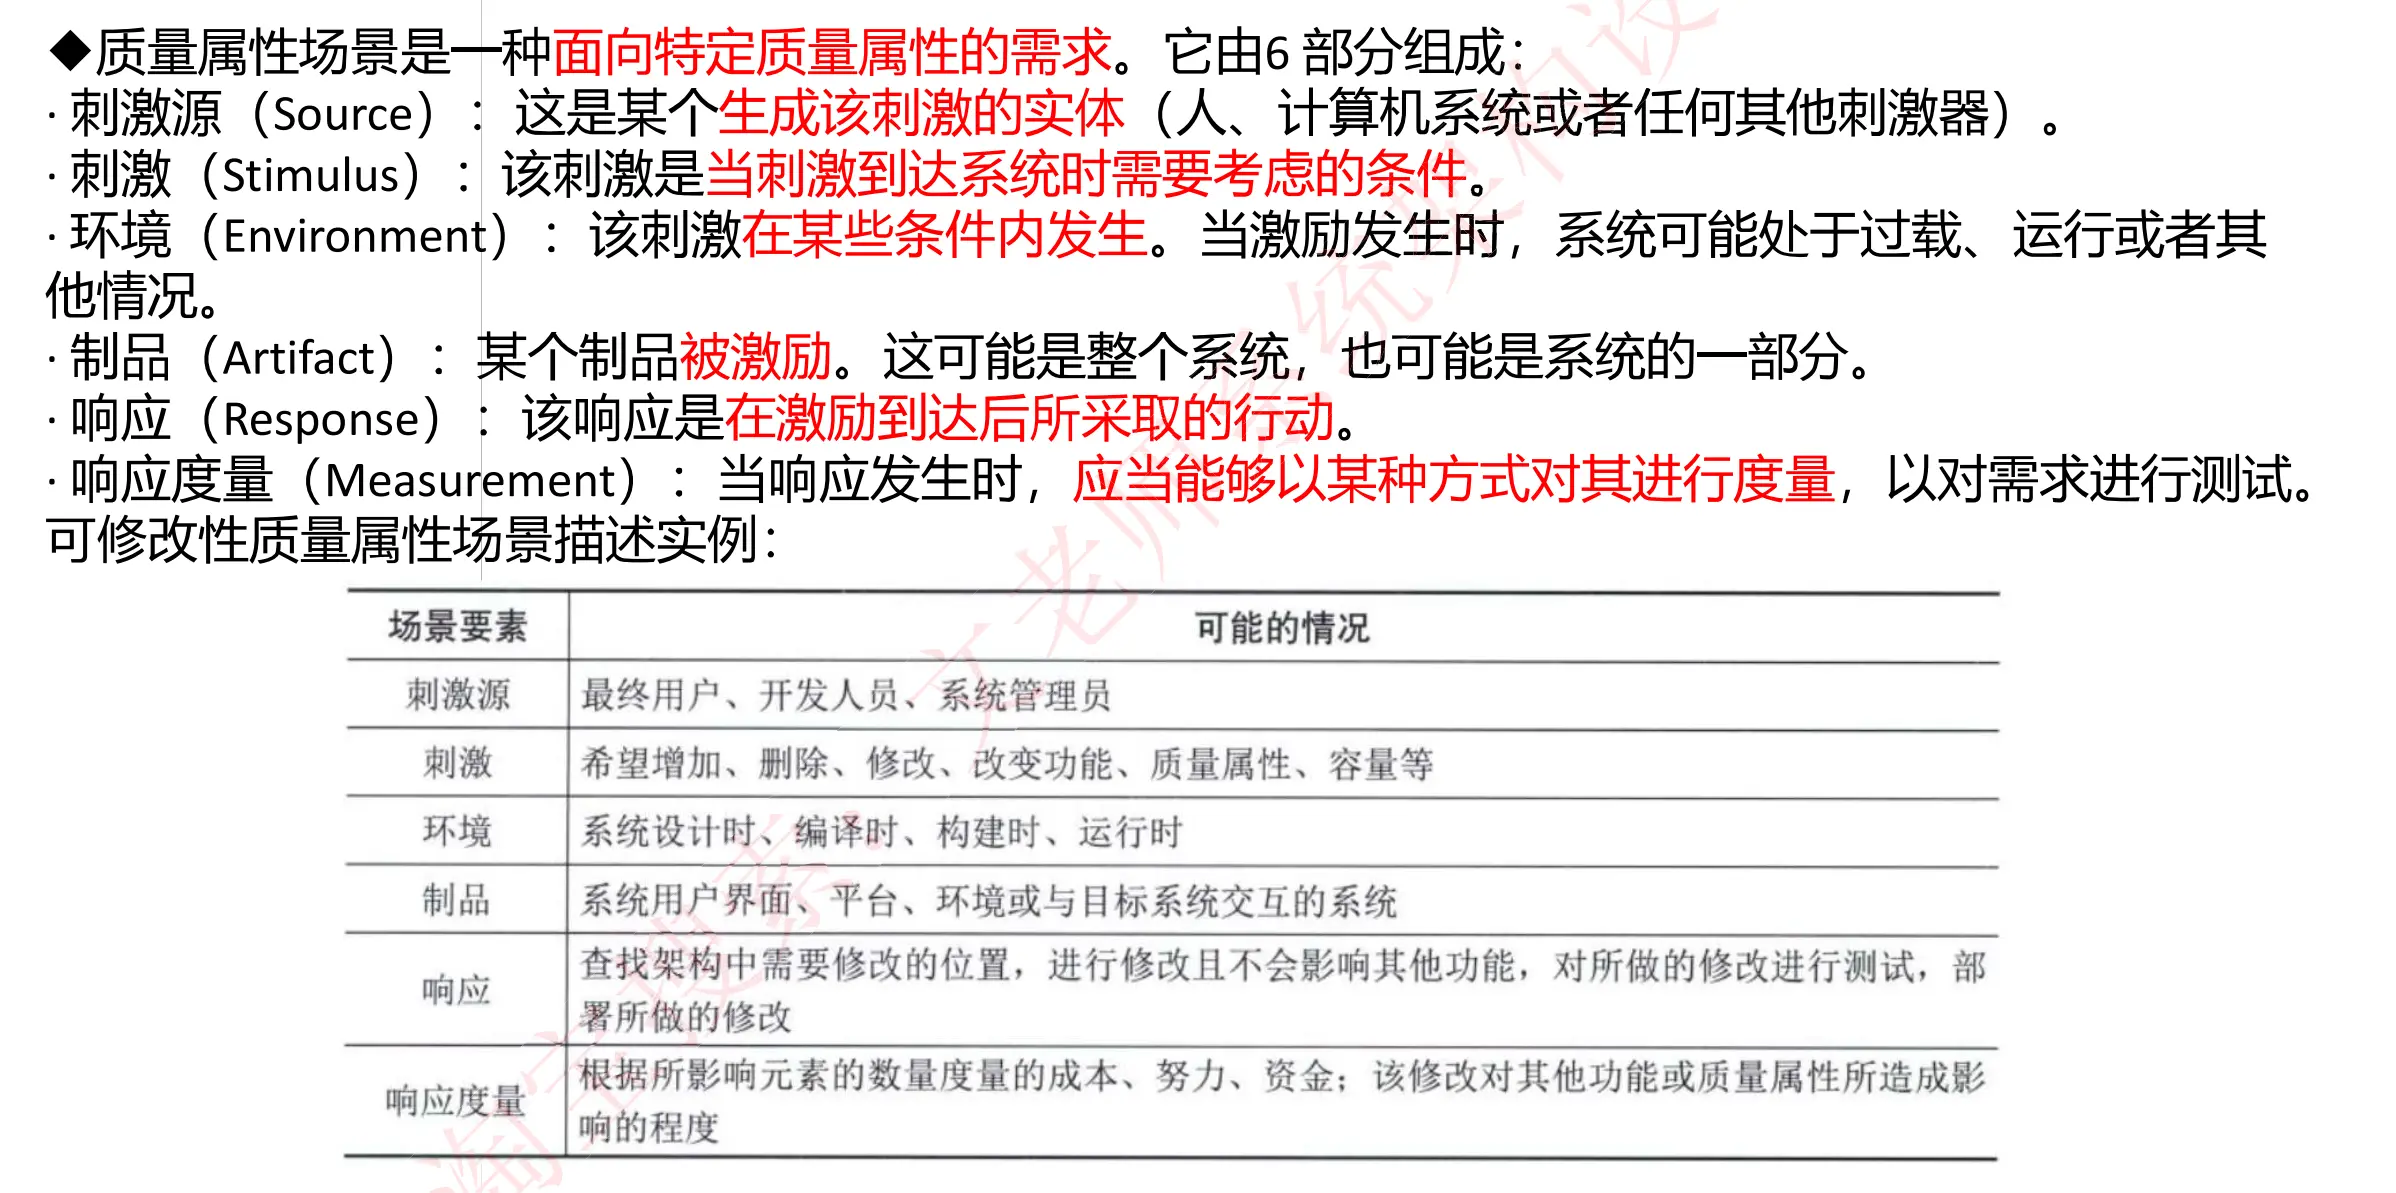 ◆质量属性场景是一种面向特定质量属性的需求。它由6 部分组成：
· 刺激源（Source）：这是某个生成该刺激的实体（人、计算机系统或者任何其他刺激器）。
· 刺激（Stimulus）：该刺激是当刺激到达系统时需要考虑的条件。
· 环境（Environment）：该刺激在某些条件内发生。当激励发生时，系统可能处于过载、运行或者其
他情况。
· 制品（Artifact）：某个制品被激励。这可能是整个系统，也可能是系统的一部分。
· 响应（Response）：该响应是在激励到达后所采取的行动。
· 响应度量（Measurement）：当响应发生时，应当能够以某种方式对其进行度量，以对需求进行测试。
可修改性质量属性场景描述实例：
场景要素 可能的情况
刺激源 最终用户、开发人员、系统管理员
刺激 希望增加、删除、修改、改变功能、质量属性、容量等
环境 系统设计时、编译时、构建时、运行时
制品 系统用户界面、平台、环境或与目标系统交互的系统
响应 查找架构中需要修改的位置，进行修改且不会影响其他功能，对所做的修改进行测试，部
署所做的修改
响应度量 根据所影响元素的数量度量的成本、努力、资金；该修改对其他功能或质量属性所造成影
响的程度
淘宝搜索：文老师系统架构设